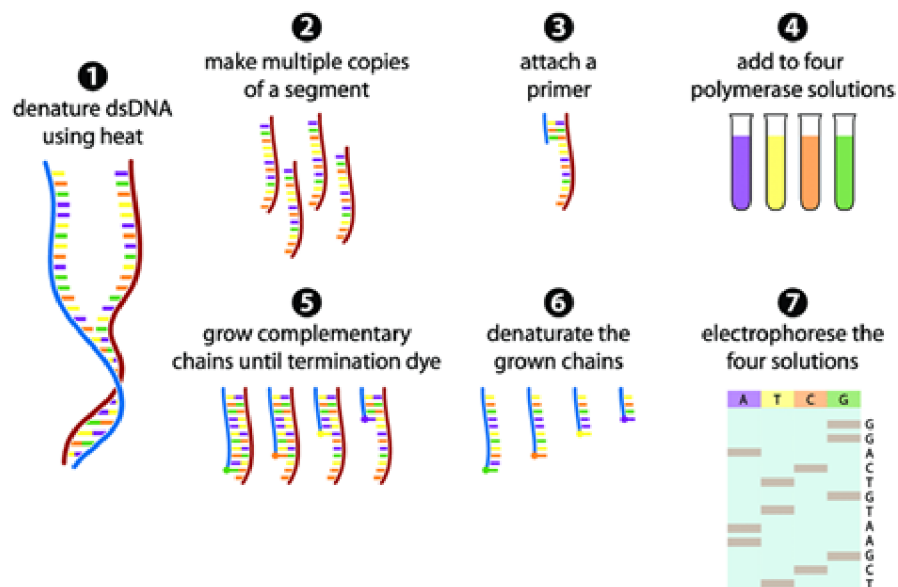 1
denature dsDNA
using heat
2
make multiple copies
of a segment
3
attach a
primer
4
add to four
polymerase solutions
5
grow complementary
chains until termination dye
6
denaturate the
grown chains
7
electrophorese the
four solutions
A T C G
G
G
A
C
T
G
T
A
A
G
C
T